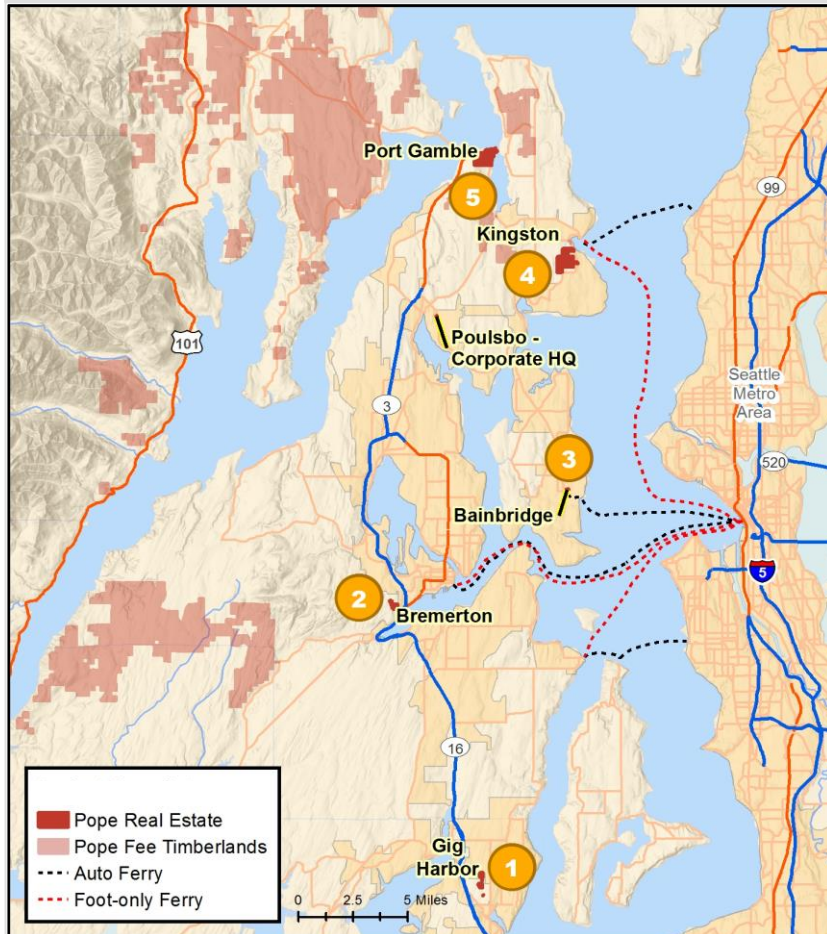 99
Port Gamble
5
Kingston
4
Poulsbo -
Corporate HQ
101
Seattle
Metro
Area
3
3
520
Bainbridge
5
2
Bremerton
16
Gig
Harbor
1
Pope Real Estate
Pope Fee Timberlands
Auto Ferry
Foot-only Ferry
0 2.5 5 Miles